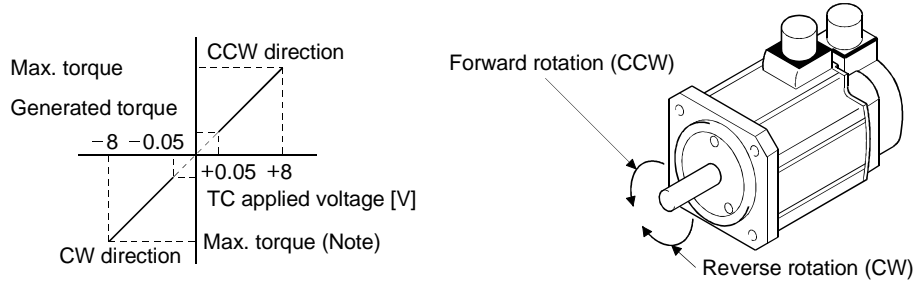 CCW direction
Max. torque
Generated torque
−8 −0.05
+0.05 +8
TC applied voltage [V]
Max. torque (Note)
CW direction
Forward rotation (CCW)
Reverse rotation (CW)